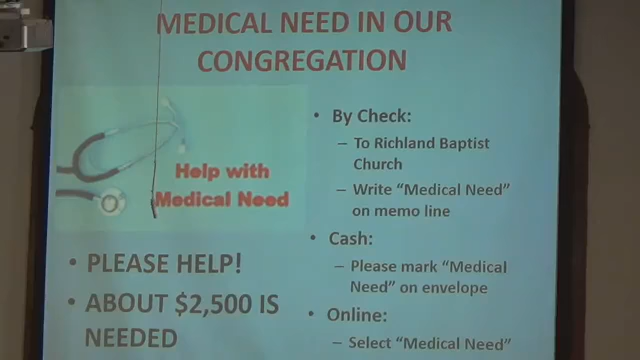 MEDICAL NEED IN OUR
CONGREGATION
Help with
Medical Need
• PLEASE HELP!
• ABOUT $2,500 IS
NEEDED
• By Check:
– To Richland Baptist
Church
– Write “Medical Need”
on memo line
• Cash:
– Please mark “Medical
Need” on envelope
• Online:
– Select “Medical Need”